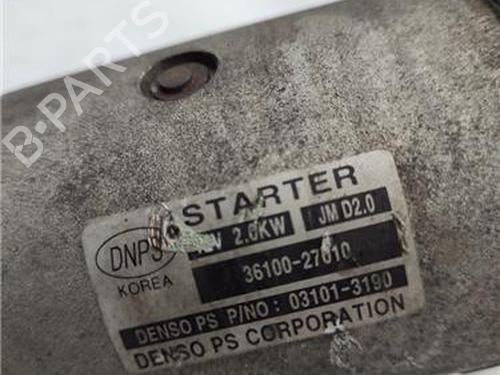 B-PARTS
STARTER
12V 2.0KW JM D2.0
DNPS
36100-27010
KOREA
DENSO PS P/NO : 03101-3190
DENSO PS CORPORATION